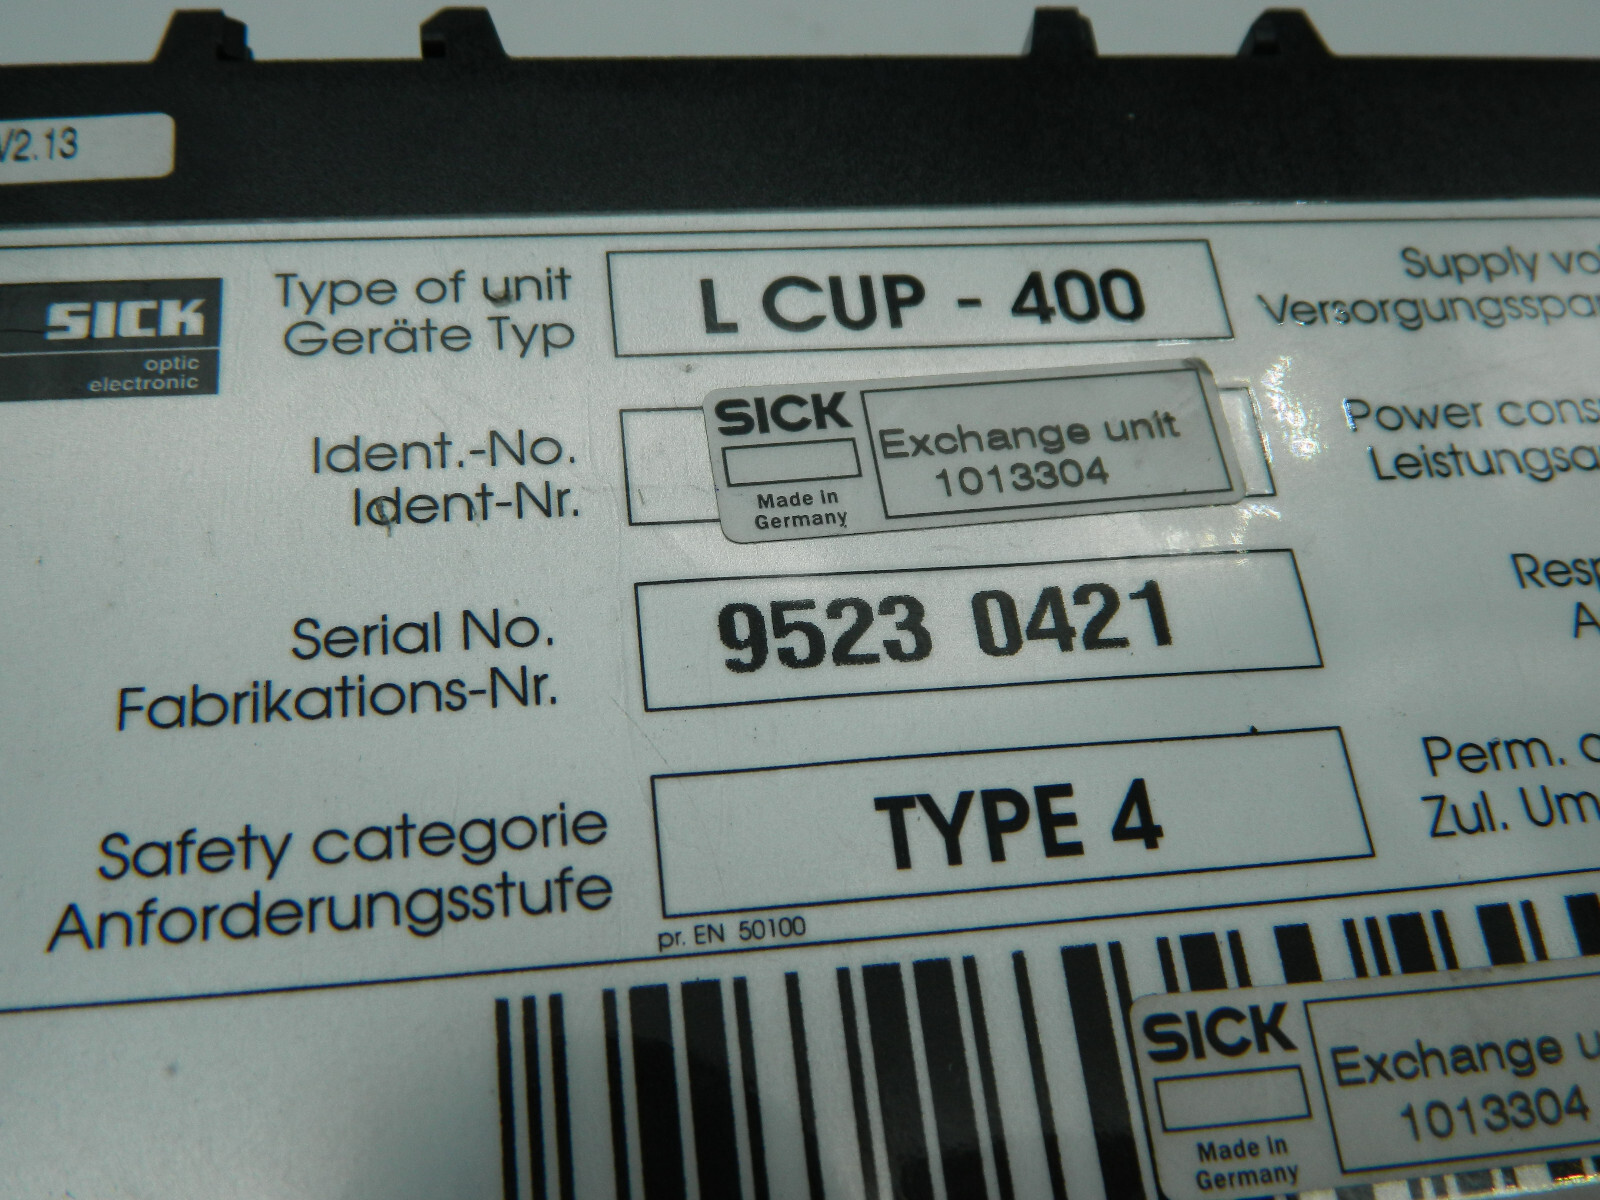 V2.13
SICK
optic
electronic
Type of unit
Geräte Typ
L CUP - 400
Supply vo
Versorgungsspa
Ident.-No.
Ident-Nr.
SICK
Made in
Germany
Exchange unit
1013304
Power cons
Leistungsa
Serial No.
Fabrikations-Nr.
9523 0421
Resp
A
Safety categorie
Anforderungsstufe
TYPE 4
pr. EN 50100
Perm. o
Zul. Um
SICK
Made in
Germany
Exchange u
1013304